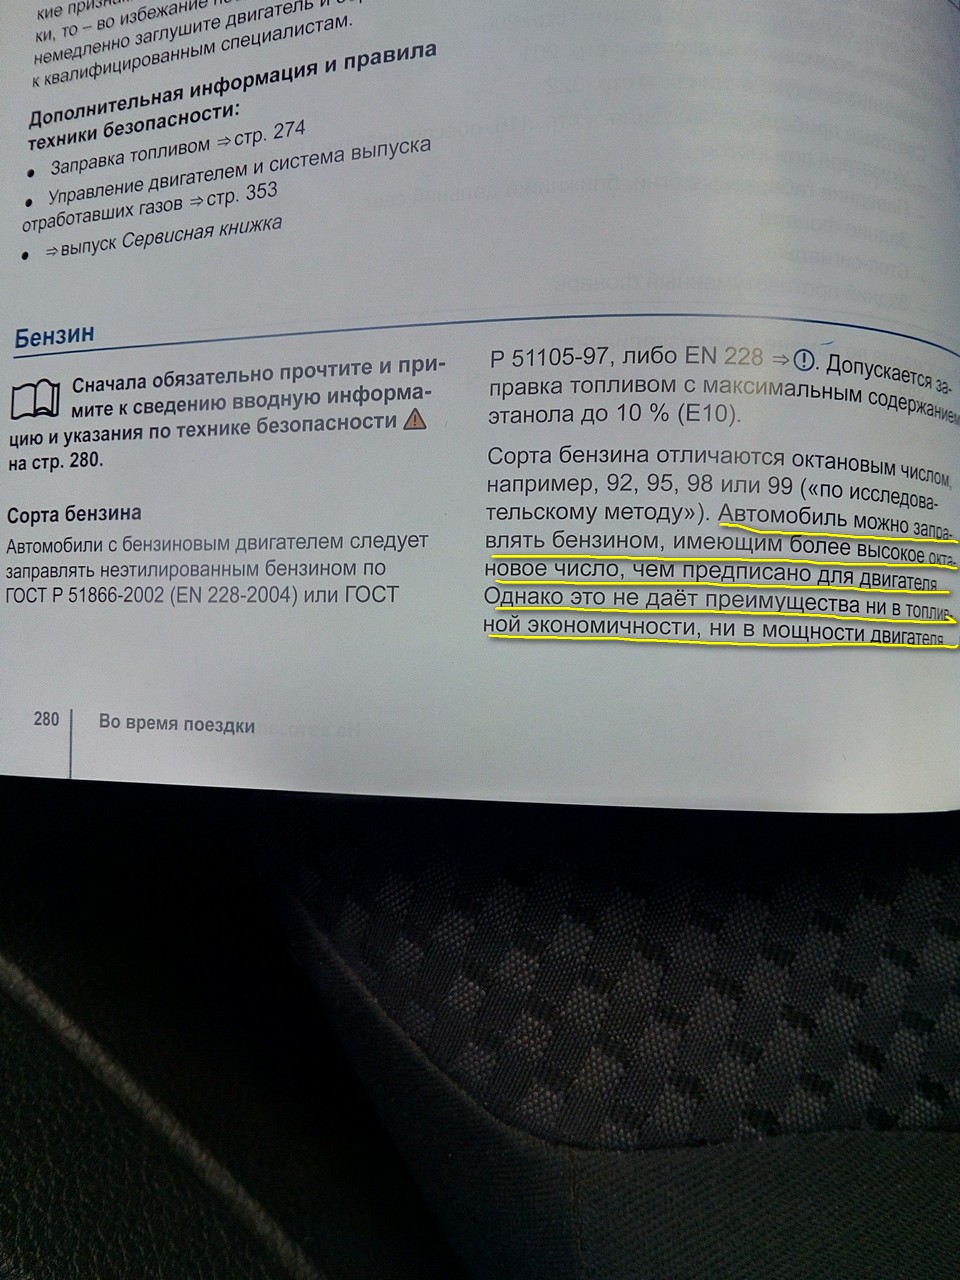 кие
ки, то – во избежание
немедленно заглушите двигатель и
к квалифицированным специалистам.
Дополнительная информация и правила
техники безопасности:
• Заправка топливом ⇒стр. 274
• Управление двигателем и система выпуска
отработавших газов ⇒стр. 353
• ⇒выпуск Сервисная книжка
Бензин
Сначала обязательно прочтите и при-
мите к сведению вводную информа-
цию и указания по технике безопасности ⚠
на стр. 280.
Сорта бензина
Автомобили с бензиновым двигателем следует
заправлять неэтилированным бензином по
ГОСТ Р 51866-2002 (EN 228-2004) или ГОСТ
Р 51105-97, либо EN 228 ⇒ⓘ. Допускается за-
правка топливом с максимальным содержанием
этанола до 10 % (E10).
Сорта бензина отличаются октановым числом,
например, 92, 95, 98 или 99 («по исследова-
тельскому методу»). Автомобиль можно запра-
влять бензином, имеющим более высокое окта-
новое число, чем предписано для двигателя.
Однако это не даёт преимущества ни в топлив-
ной экономичности, ни в мощности двигателя.
280 Во время поездки